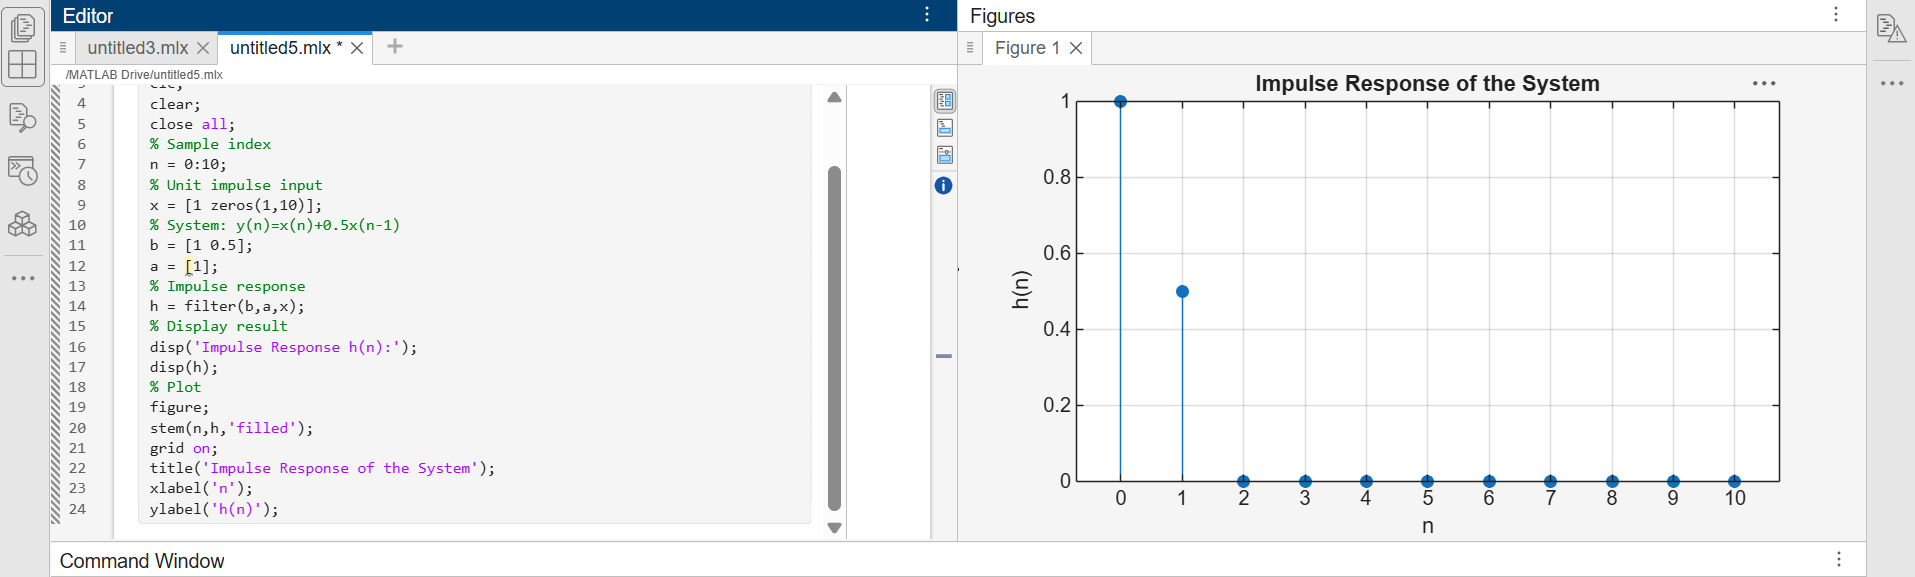 Editor
untitled3.mlx
untitled5.mlx *
/MATLAB Drive/untitled5.mlx
4 clear;
5 close all;
6 % Sample index
7 n = 0:10;
8 % Unit impulse input
9 x = [1 zeros(1,10)];
10 % System: y(n)=x(n)+0.5x(n-1)
11 b = [1 0.5];
12 a = [1];
13 % Impulse response
14 h = filter(b,a,x);
15 % Display result
16 disp('Impulse Response h(n):');
17 disp(h);
18 % Plot
19 figure;
20 stem(n,h,'filled');
21 grid on;
22 title('Impulse Response of the System');
23 xlabel('n');
24 ylabel('h(n)');
Figures
Figure 1
Impulse Response of the System
1
0.8
0.6
0.4
0.2
0
h(n)
0 1 2 3 4 5 6 7 8 9 10
n
Command Window